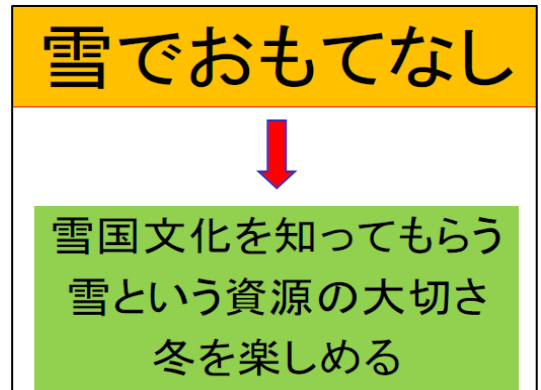 雪でおもてなし
雪国文化を知ってもらう
雪という資源の大切さ
冬を楽しめる